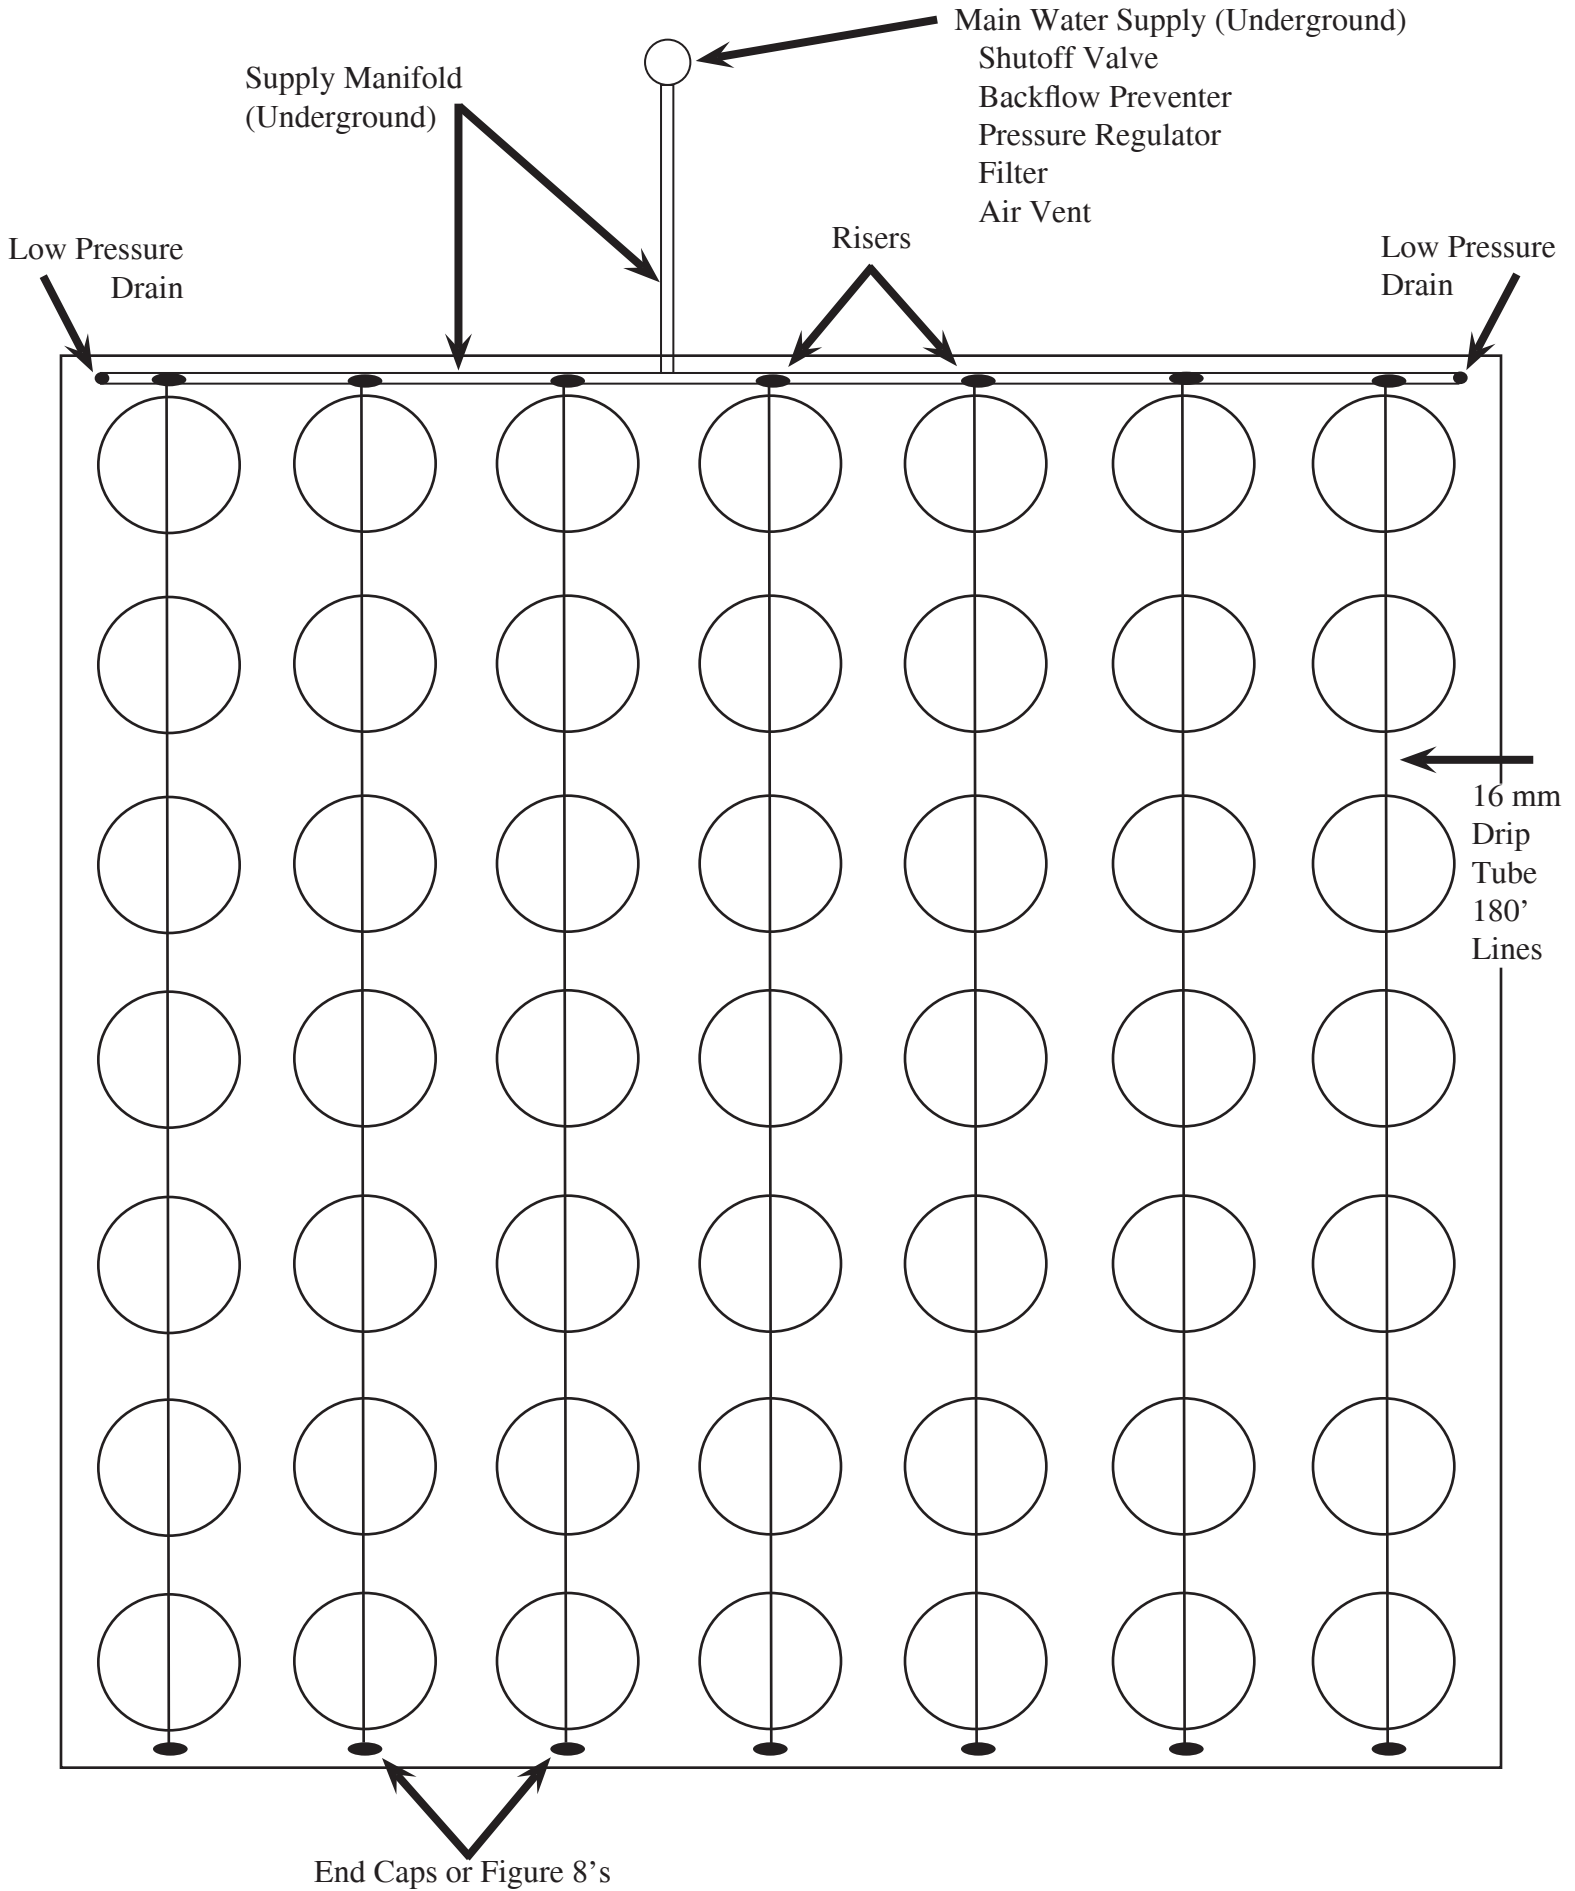 Main Water Supply (Underground)
Shutoff Valve
Backflow Preventer
Pressure Regulator
Filter
Air Vent
Supply Manifold
(Underground)
Low Pressure
Drain
Risers
Low Pressure
Drain
16 mm
Drip
Tube
180’
Lines
End Caps or Figure 8’s